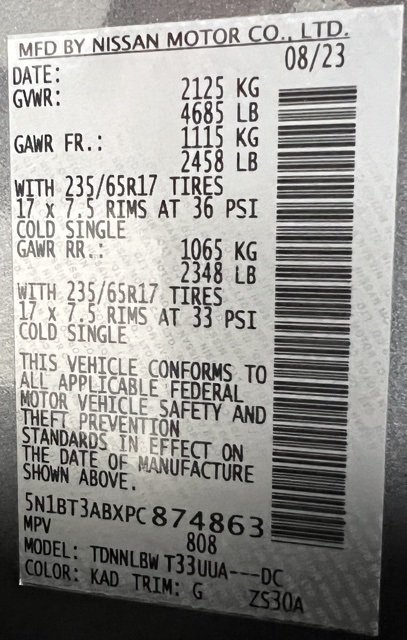 MFD BY NISSAN MOTOR CO., LTD.
DATE: 08/23
GVWR: 2125 KG
4685 LB
GAWR FR.: 1115 KG
2458 LB
WITH 235/65R17 TIRES
17 x 7.5 RIMS AT 36 PSI
COLD SINGLE
GAWR RR.: 1065 KG
2348 LB
WITH 235/65R17 TIRES
17 x 7.5 RIMS AT 33 PSI
COLD SINGLE
THIS VEHICLE CONFORMS TO
ALL APPLICABLE FEDERAL
MOTOR VEHICLE SAFETY AND
THEFT PREVENTION
STANDARDS IN EFFECT ON
THE DATE OF MANUFACTURE
SHOWN ABOVE.
5N1BT3ABXPC874863
MPV 808
MODEL: TDNNLBW T33UUA---DC
COLOR: KAD TRIM: G ZS30A